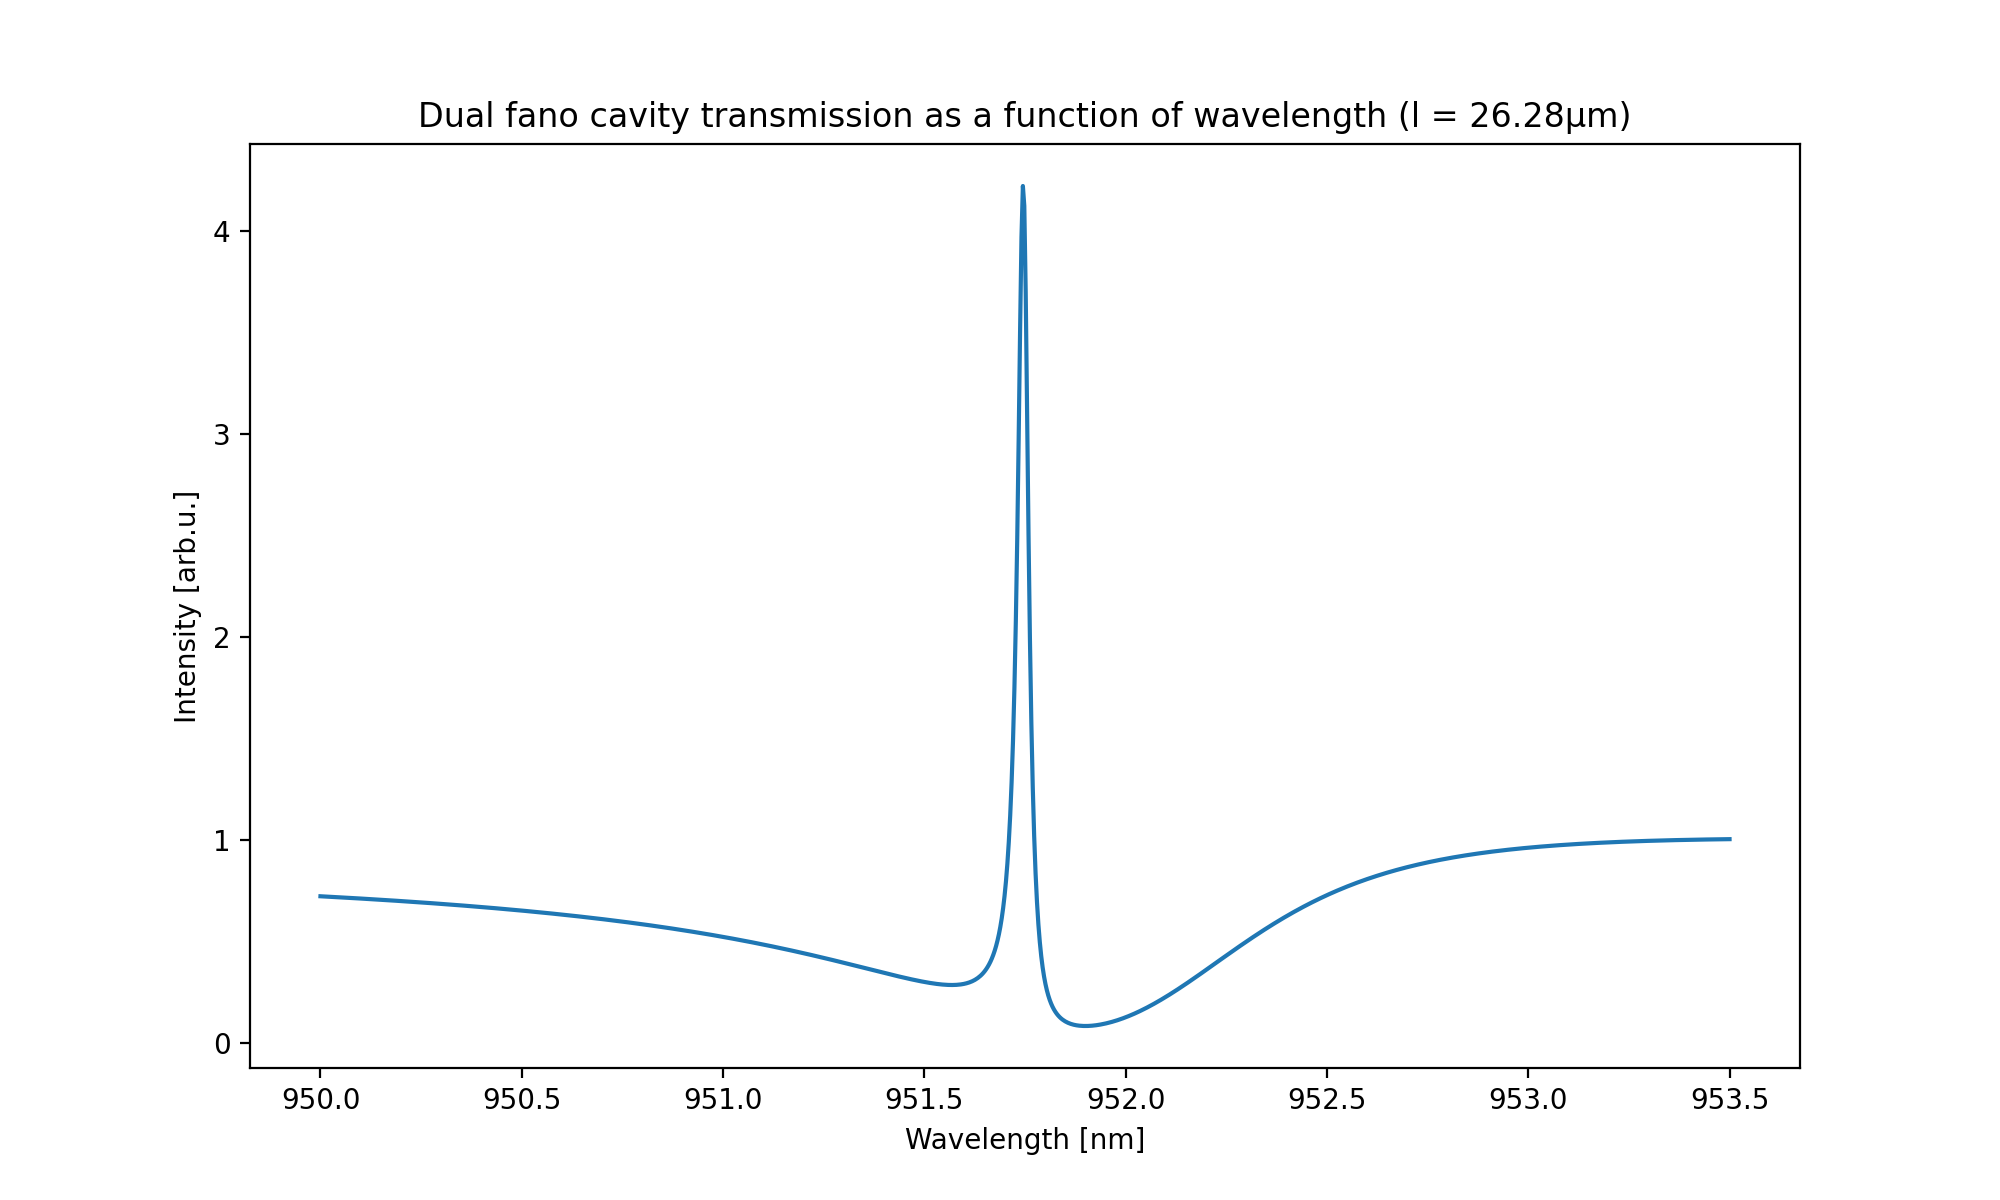 Dual fano cavity transmission as a function of wavelength (l = 26.28μm)
Intensity [arb.u.]
4
3
2
1
0
950.0 950.5 951.0 951.5 952.0 952.5 953.0 953.5
Wavelength [nm]